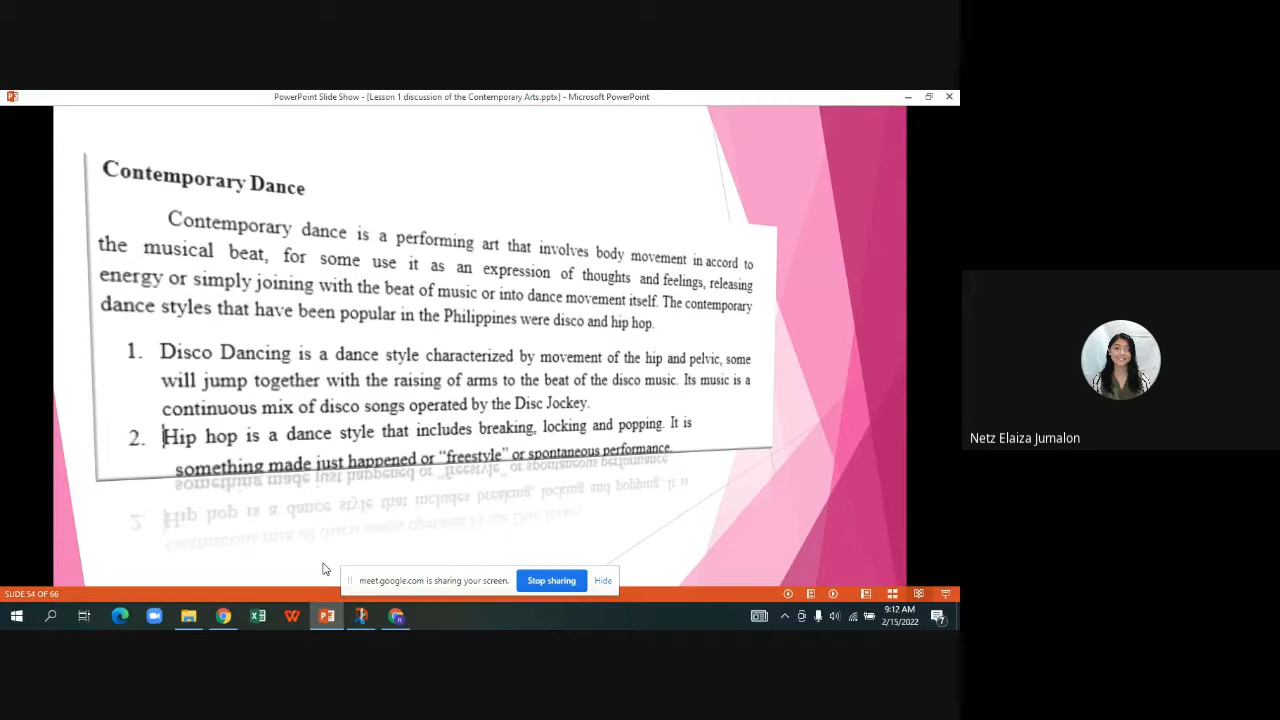 PowerPoint Slide Show - [Lesson 1 discussion of the Contemporary Arts.pptx] - Microsoft PowerPoint
Contemporary Dance
Contemporary dance is a performing art that involves body movement in accord to
the musical beat, for some use it as an expression of thoughts and feelings, releasing
energy or simply joining with the beat of music or into dance movement itself. The contemporary
dance styles that have been popular in the Philippines were disco and hip hop.
1. Disco Dancing is a dance style characterized by movement of the hip and pelvic, some
will jump together with the raising of arms to the beat of the disco music. Its music is a
continuous mix of disco songs operated by the Disc Jockey.
2. Hip hop is a dance style that includes breaking, locking and popping. It is
something made just happened or “freestyle” or spontaneous performance.
Netz Elaiza Jumalon
meet.google.com is sharing your screen.
Stop sharing
Hide
SLIDE 54 OF 66
9:12 AM
2/15/2022
7